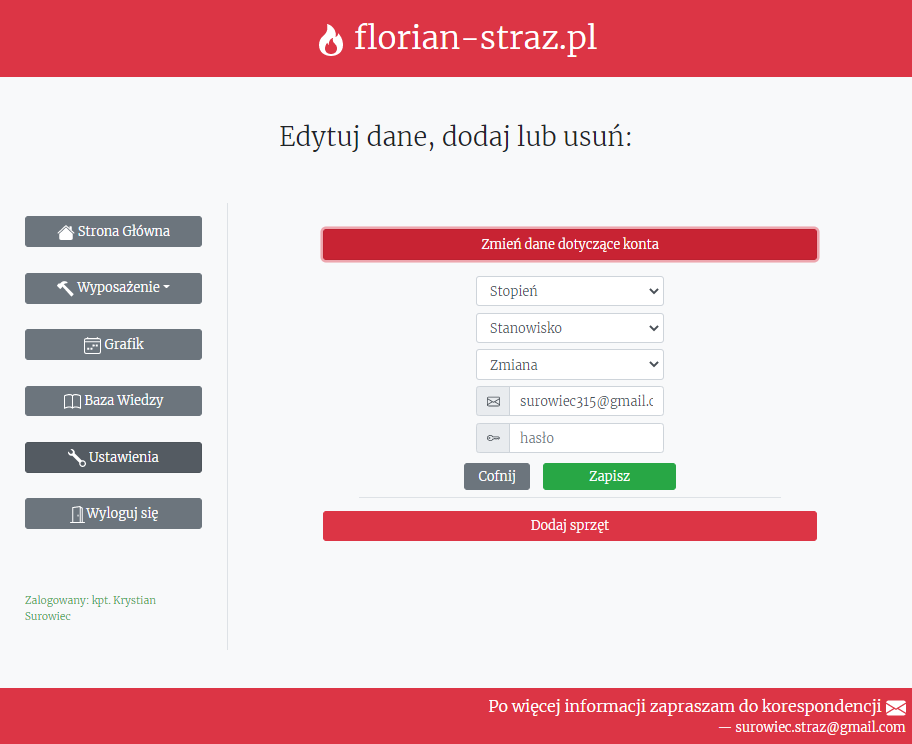 florian-straz.pl
Edytuj dane, dodaj lub usuń:
Strona Główna
Wyposażenie
Grafik
Baza Wiedzy
Ustawienia
Wyloguj się
Zalogowany: kpt. Krystian
Surowiec
Zmień dane dotyczące konta
Stopień
Stanowisko
Zmiana
surowiec315@gmail.c
hasło
Cofnij
Zapisz
Dodaj sprzęt
Po więcej informacji zapraszam do korespondencji
— surowiec.straz@gmail.com